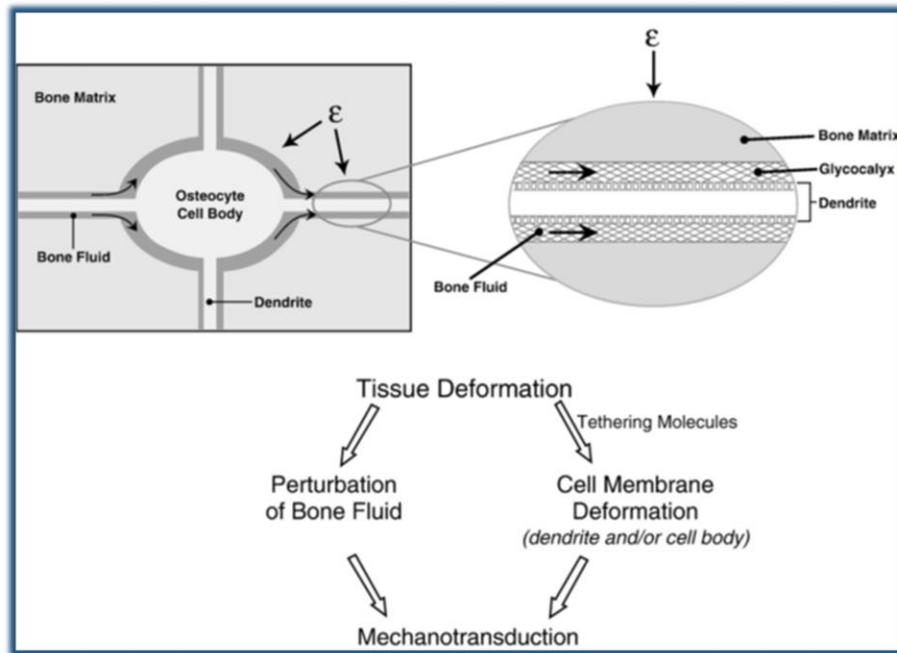 ε
Bone Matrix
ε
Osteocyte
Cell Body
Bone Fluid
Dendrite
Bone Matrix
Glycocalyx
Dendrite
Bone Fluid
Tissue Deformation
Tethering Molecules
Perturbation
of Bone Fluid
Cell Membrane
Deformation
(dendrite and/or cell body)
Mechanotransduction